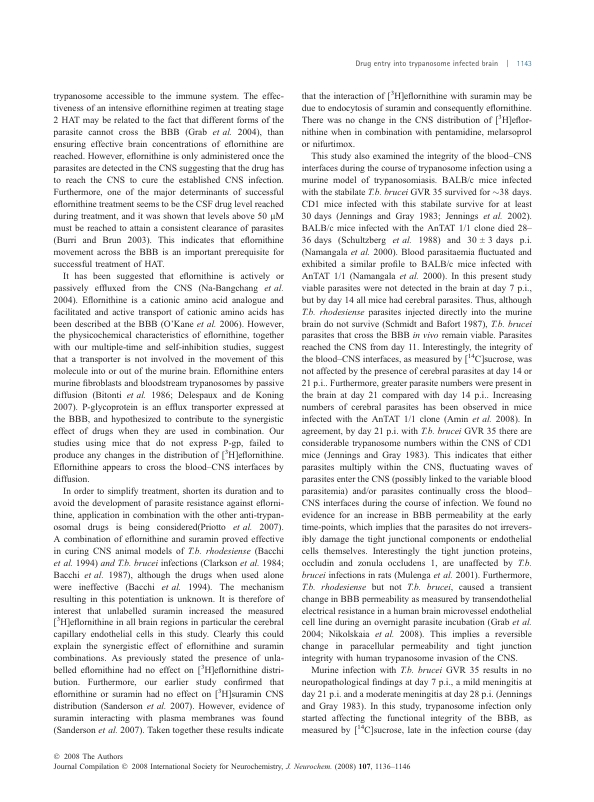 Drug entry into trypanosome infected brain | 1143
trypanosome accessible to the immune system. The effec-
tiveness of an intensive eflornithine regimen at treating stage
2 HAT may be related to the fact that different forms of the
parasite cannot cross the BBB (Grab et al. 2004), than
ensuring effective brain concentrations of eflornithine are
reached. However, eflornithine is only administered once the
parasites are detected in the CNS suggesting that the drug has
to reach the CNS to cure the established CNS infection.
Furthermore, one of the major determinants of successful
eflornithine treatment seems to be the CSF drug level reached
during treatment, and it was shown that levels above 50 μM
must be reached to attain a consistent clearance of parasites
(Burri and Brun 2003). This indicates that eflornithine
movement across the BBB is an important prerequisite for
successful treatment of HAT.
It has been suggested that eflornithine is actively or
passively effluxed from the CNS (Na-Bangchang et al.
2004). Eflornithine is a cationic amino acid analogue and
facilitated and active transport of cationic amino acids has
been described at the BBB (O'Kane et al. 2006). However,
the physicochemical characteristics of eflornithine, together
with our multiple-time and self-inhibition studies, suggest
that a transporter is not involved in the movement of this
molecule into or out of the murine brain. Eflornithine enters
murine fibroblasts and bloodstream trypanosomes by passive
diffusion (Bitonti et al. 1986; Delespaux and de Koning
2007). P-glycoprotein is an efflux transporter expressed at
the BBB, and hypothesized to contribute to the synergistic
effect of drugs when they are used in combination. Our
studies using mice that do not express P-gp, failed to
produce any changes in the distribution of [³H]eflornithine.
Eflornithine appears to cross the blood–CNS interfaces by
diffusion.
In order to simplify treatment, shorten its duration and to
avoid the development of parasite resistance against eflorni-
thine, application in combination with the other anti-trypan-
osomal drugs is being considered(Priotto et al. 2007).
A combination of eflornithine and suramin proved effective
in curing CNS animal models of T.b. rhodesiense (Bacchi
et al. 1994) and T.b. brucei infections (Clarkson et al. 1984;
Bacchi et al. 1987), although the drugs when used alone
were ineffective (Bacchi et al. 1994). The mechanism
resulting in this potentiation is unknown. It is therefore of
interest that unlabelled suramin increased the measured
[³H]eflornithine in all brain regions in particular the cerebral
capillary endothelial cells in this study. Clearly this could
explain the synergistic effect of eflornithine and suramin
combinations. As previously stated the presence of unla-
belled eflornithine had no effect on [³H]eflornithine distri-
bution. Furthermore, our earlier study confirmed that
eflornithine or suramin had no effect on [³H]suramin CNS
distribution (Sanderson et al. 2007). However, evidence of
suramin interacting with plasma membranes was found
(Sanderson et al. 2007). Taken together these results indicate
that the interaction of [³H]eflornithine with suramin may be
due to endocytosis of suramin and consequently eflornithine.
There was no change in the CNS distribution of [³H]eflor-
nithine when in combination with pentamidine, melarsoprol
or nifurtimox.
This study also examined the integrity of the blood–CNS
interfaces during the course of trypanosome infection using a
murine model of trypanosomiasis. BALB/c mice infected
with the stabilate T.b. brucei GVR 35 survived for ~38 days.
CD1 mice infected with this stabilate survive for at least
30 days (Jennings and Gray 1983; Jennings et al. 2002).
BALB/c mice infected with the AnTAT 1/1 clone died 28–
36 days (Schultzberg et al. 1988) and 30 ± 3 days p.i.
(Namangala et al. 2000). Blood parasitaemia fluctuated and
exhibited a similar profile to BALB/c mice infected with
AnTAT 1/1 (Namangala et al. 2000). In this present study
viable parasites were not detected in the brain at day 7 p.i.,
but by day 14 all mice had cerebral parasites. Thus, although
T.b. rhodesiense parasites injected directly into the murine
brain do not survive (Schmidt and Bafort 1987), T.b. brucei
parasites that cross the BBB in vivo remain viable. Parasites
reached the CNS from day 11. Interestingly, the integrity of
the blood–CNS interfaces, as measured by [¹⁴C]sucrose, was
not affected by the presence of cerebral parasites at day 14 or
21 p.i.. Furthermore, greater parasite numbers were present in
the brain at day 21 compared with day 14 p.i.. Increasing
numbers of cerebral parasites has been observed in mice
infected with the AnTAT 1/1 clone (Amin et al. 2008). In
agreement, by day 21 p.i. with T.b. brucei GVR 35 there are
considerable trypanosome numbers within the CNS of CD1
mice (Jennings and Gray 1983). This indicates that either
parasites multiply within the CNS, fluctuating waves of
parasites enter the CNS (possibly linked to the variable blood
parasitemia) and/or parasites continually cross the blood–
CNS interfaces during the course of infection. We found no
evidence for an increase in BBB permeability at the early
time-points, which implies that the parasites do not irrevers-
ibly damage the tight junctional components or endothelial
cells themselves. Interestingly the tight junction proteins,
occludin and zonula occludens 1, are unaffected by T.b.
brucei infections in rats (Mulenga et al. 2001). Furthermore,
T.b. rhodesiense but not T.b. brucei, caused a transient
change in BBB permeability as measured by transendothelial
electrical resistance in a human brain microvessel endothelial
cell line during an overnight parasite incubation (Grab et al.
2004; Nikolskaia et al. 2008). This implies a reversible
change in paracellular permeability and tight junction
integrity with human trypanosome invasion of the CNS.
Murine infection with T.b. brucei GVR 35 results in no
neuropathological findings at day 7 p.i., a mild meningitis at
day 21 p.i. and a moderate meningitis at day 28 p.i. (Jennings
and Gray 1983). In this study, trypanosome infection only
started affecting the functional integrity of the BBB, as
measured by [¹⁴C]sucrose, late in the infection course (day
© 2008 The Authors
Journal Compilation © 2008 International Society for Neurochemistry, J. Neurochem. (2008) 107, 1136–1146